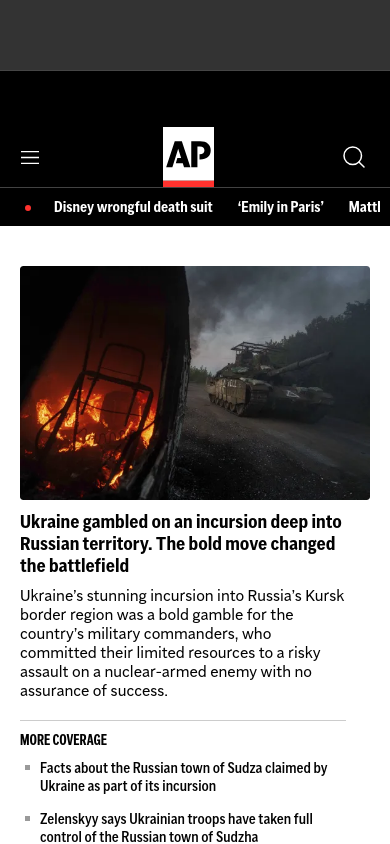 AP
Disney wrongful death suit ‘Emily in Paris’ Mattl
Ukraine gambled on an incursion deep into
Russian territory. The bold move changed
the battlefield
Ukraine’s stunning incursion into Russia’s Kursk
border region was a bold gamble for the
country’s military commanders, who
committed their limited resources to a risky
assault on a nuclear-armed enemy with no
assurance of success.
MORE COVERAGE
Facts about the Russian town of Sudza claimed by
Ukraine as part of its incursion
Zelenskyy says Ukrainian troops have taken full
control of the Russian town of Sudzha